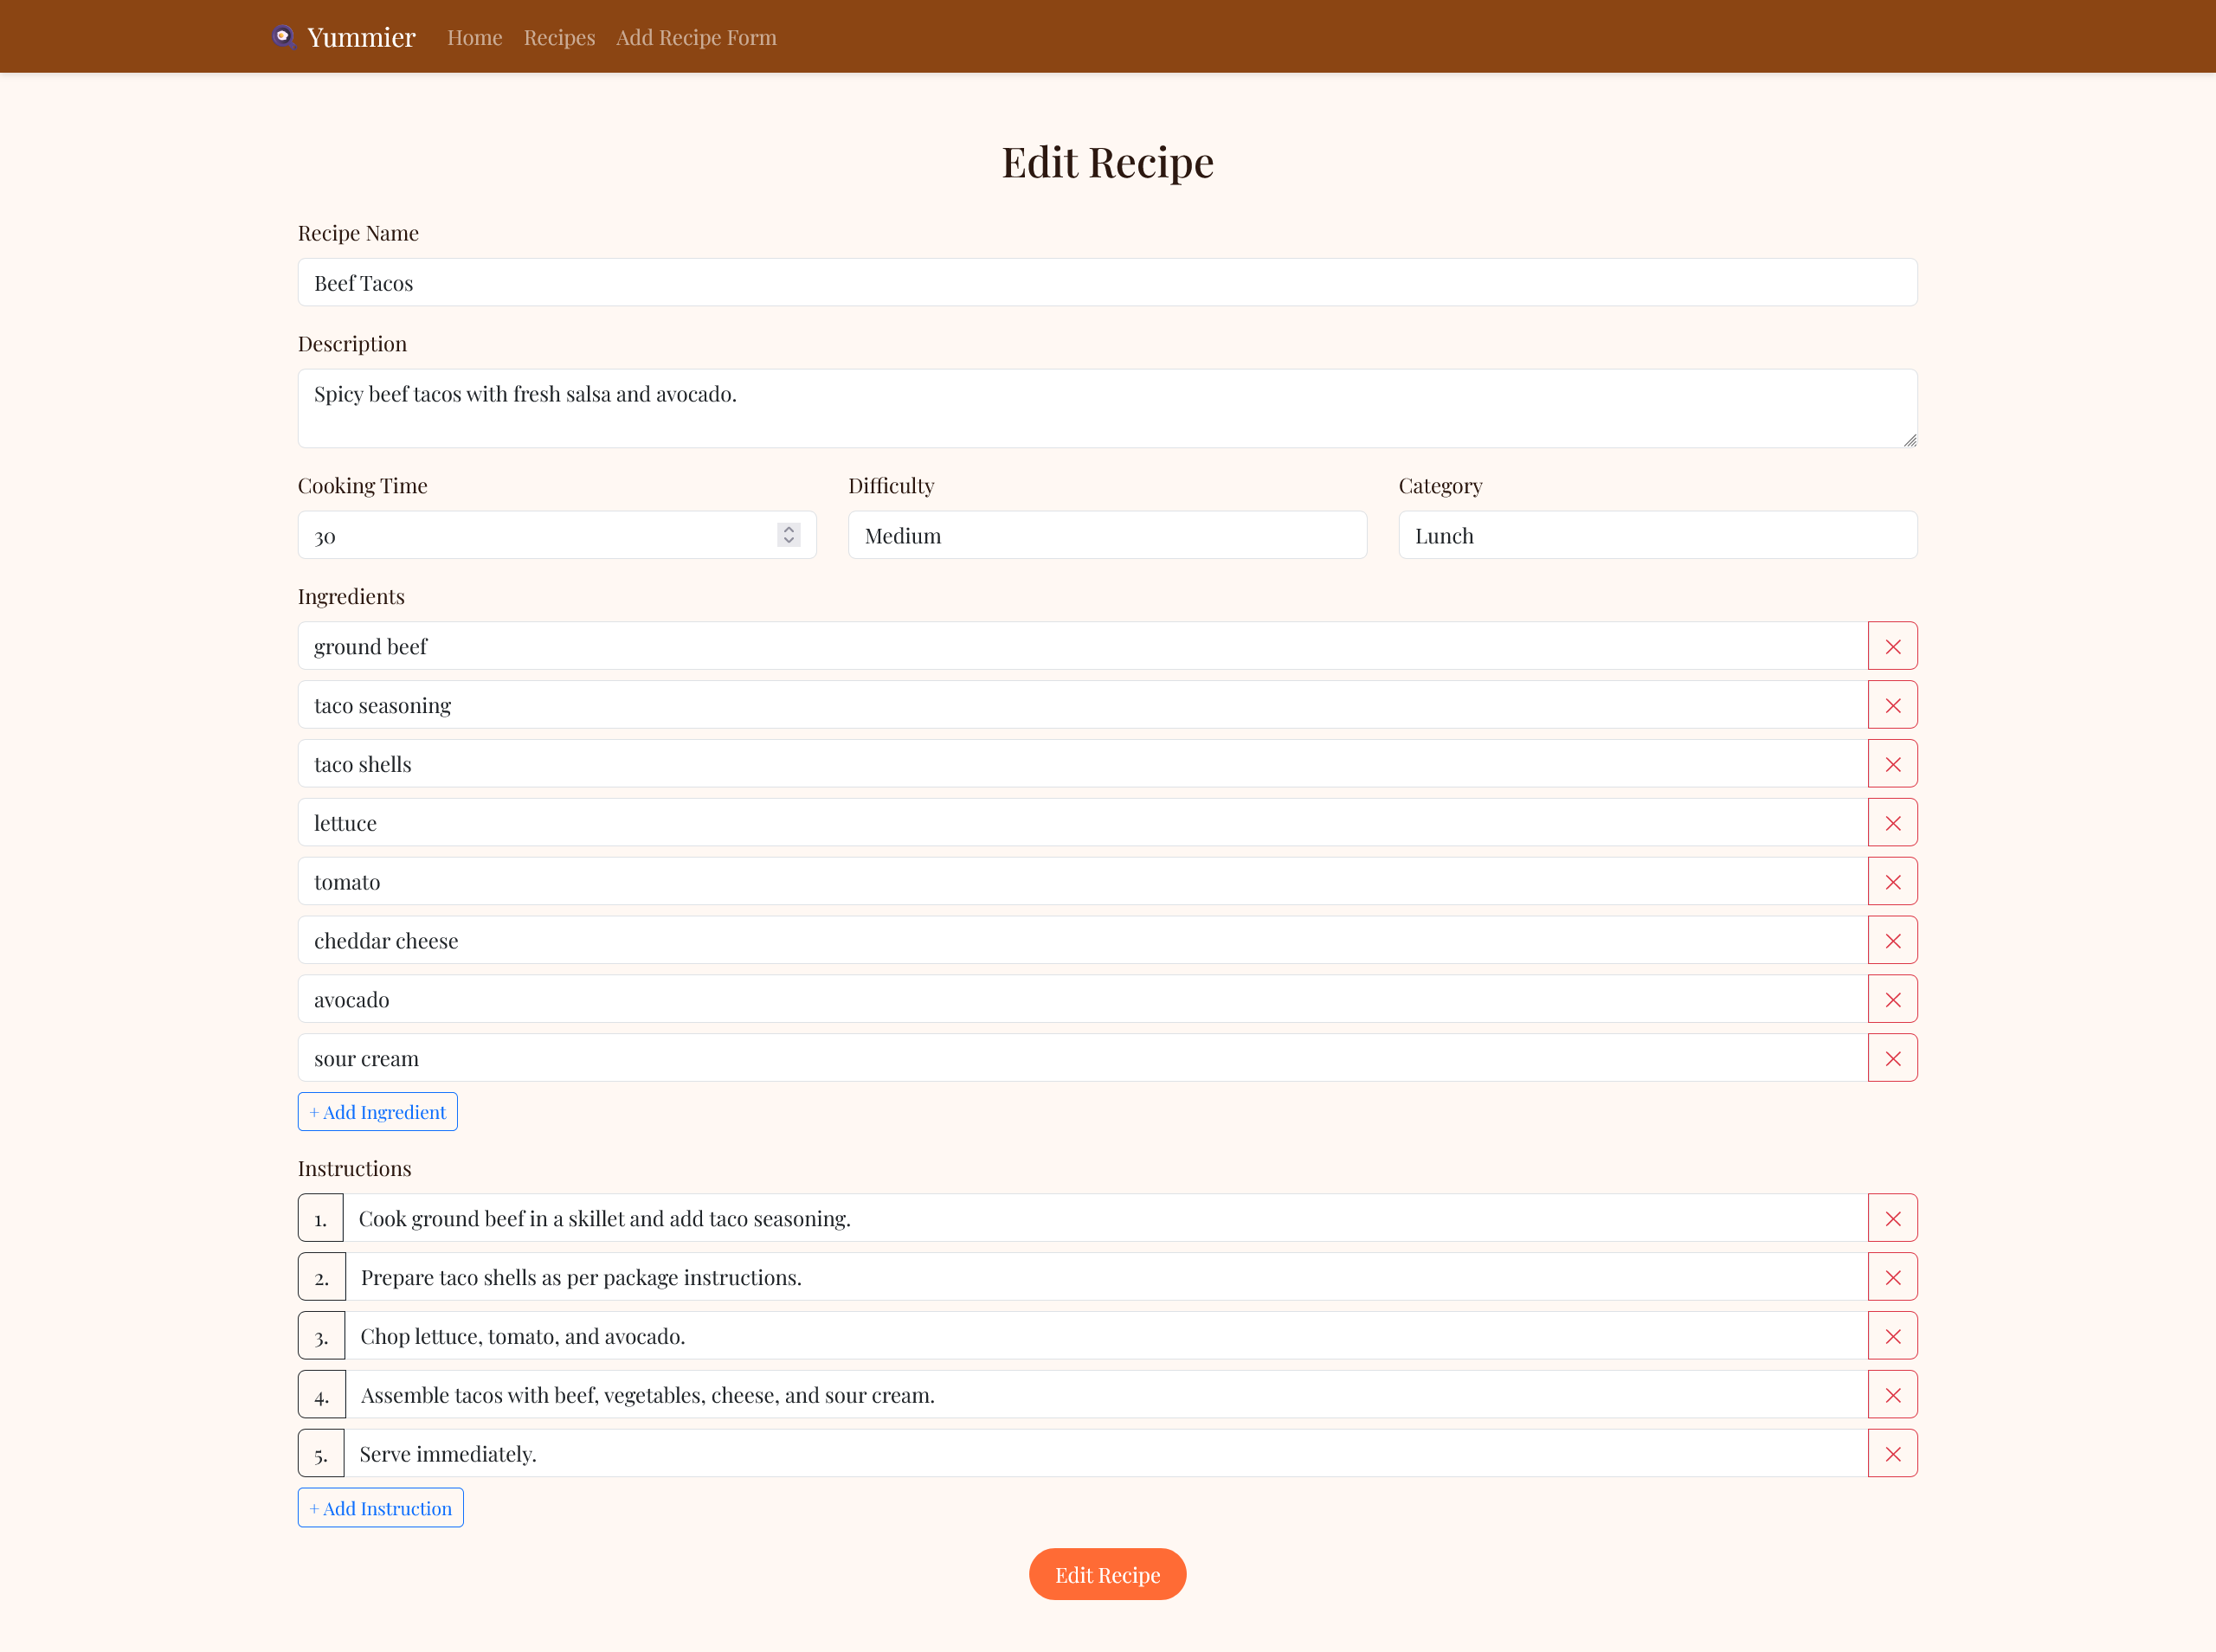 Yummier Home Recipes Add Recipe Form
Edit Recipe
Recipe Name
Beef Tacos
Description
Spicy beef tacos with fresh salsa and avocado.
Cooking Time Difficulty Category
30 Medium Lunch
Ingredients
ground beef
taco seasoning
taco shells
lettuce
tomato
cheddar cheese
avocado
sour cream
+ Add Ingredient
Instructions
1. Cook ground beef in a skillet and add taco seasoning.
2. Prepare taco shells as per package instructions.
3. Chop lettuce, tomato, and avocado.
4. Assemble tacos with beef, vegetables, cheese, and sour cream.
5. Serve immediately.
+ Add Instruction
Edit Recipe